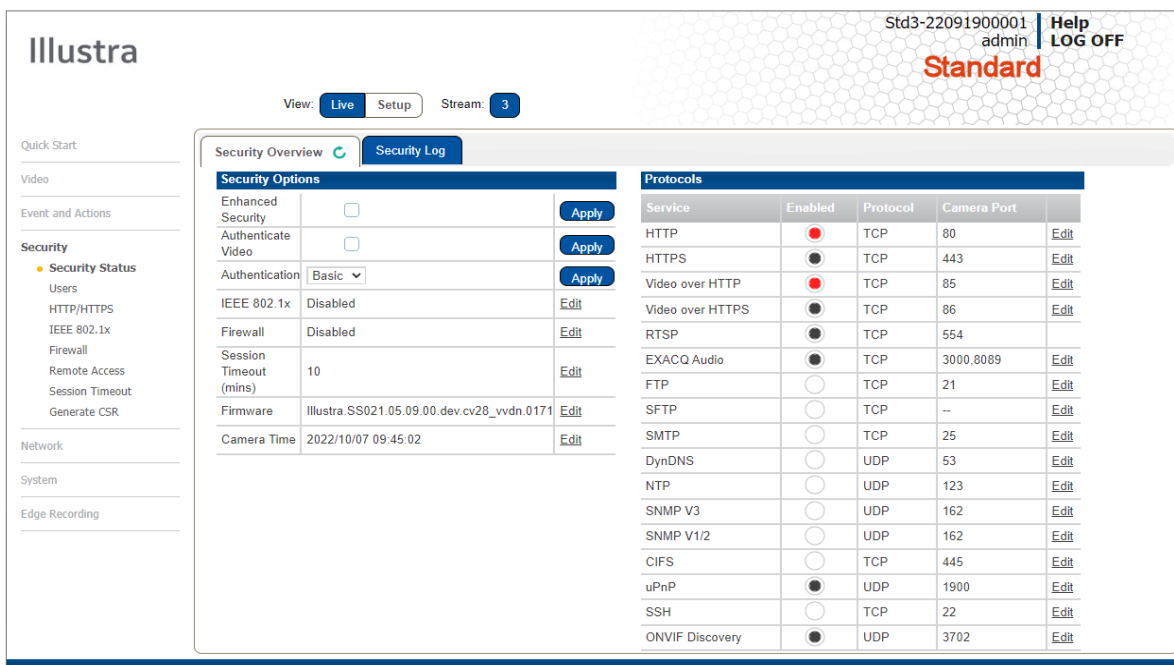 Illustra
Std3-22091900001 Help
admin LOG OFF
Standard
View: Live Setup Stream: 3
Quick Start
Video
Event and Actions
Security
Security Status
Users
HTTP/HTTPS
IEEE 802.1x
Firewall
Remote Access
Session Timeout
Generate CSR
Network
System
Edge Recording
Security Overview Security Log
Security Options
Enhanced
Security Apply
Authenticate
Video Apply
Authentication Basic Apply
IEEE 802.1x Disabled Edit
Firewall Disabled Edit
Session
Timeout 10 Edit
(mins)
Firmware Illustra.SS021.05.09.00.dev.cv28_vvdn.0171 Edit
Camera Time 2022/10/07 09:45:02 Edit
Protocols
Service Enabled Protocol Camera Port
HTTP TCP 80 Edit
HTTPS TCP 443 Edit
Video over HTTP TCP 85 Edit
Video over HTTPS TCP 86 Edit
RTSP TCP 554
EXACQ Audio TCP 3000,8089 Edit
FTP TCP 21 Edit
SFTP TCP -- Edit
SMTP TCP 25 Edit
DynDNS UDP 53 Edit
NTP UDP 123 Edit
SNMP V3 UDP 162 Edit
SNMP V1/2 UDP 162 Edit
CIFS TCP 445 Edit
uPnP UDP 1900 Edit
SSH TCP 22 Edit
ONVIF Discovery UDP 3702 Edit